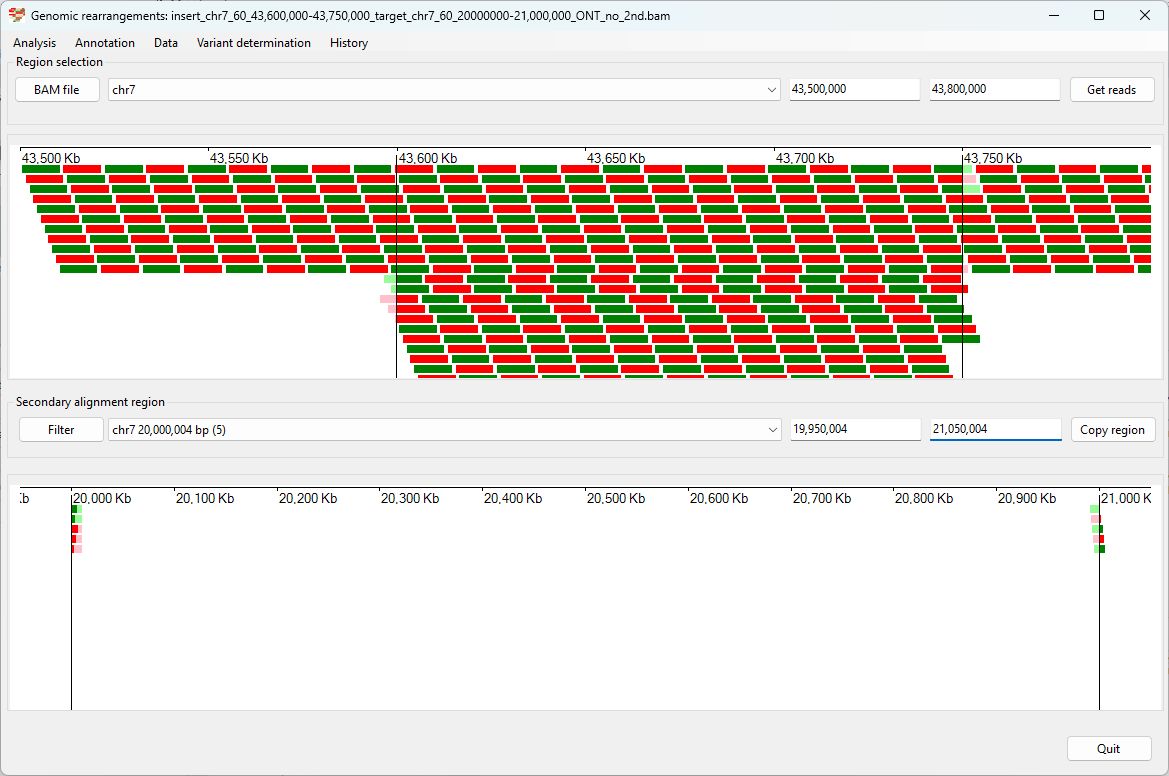 Genomic rearrangements: insert_chr7_60_43,600,000-43,750,000_target_chr7_60_20000000-21,000,000_ONT_no_2nd.bam
Analysis Annotation Data Variant determination History
Region selection
BAM file chr7 43,500,000 43,800,000 Get reads
43,500 Kb 43,550 Kb 43,600 Kb 43,650 Kb 43,700 Kb 43,750 Kb
Secondary alignment region
Filter chr7 20,000,004 bp (5) 19,950,004 21,050,004 Copy region
b 20,000 Kb 20,100 Kb 20,200 Kb 20,300 Kb 20,400 Kb 20,500 Kb 20,600 Kb 20,700 Kb 20,800 Kb 20,900 Kb 21,000 K
Quit